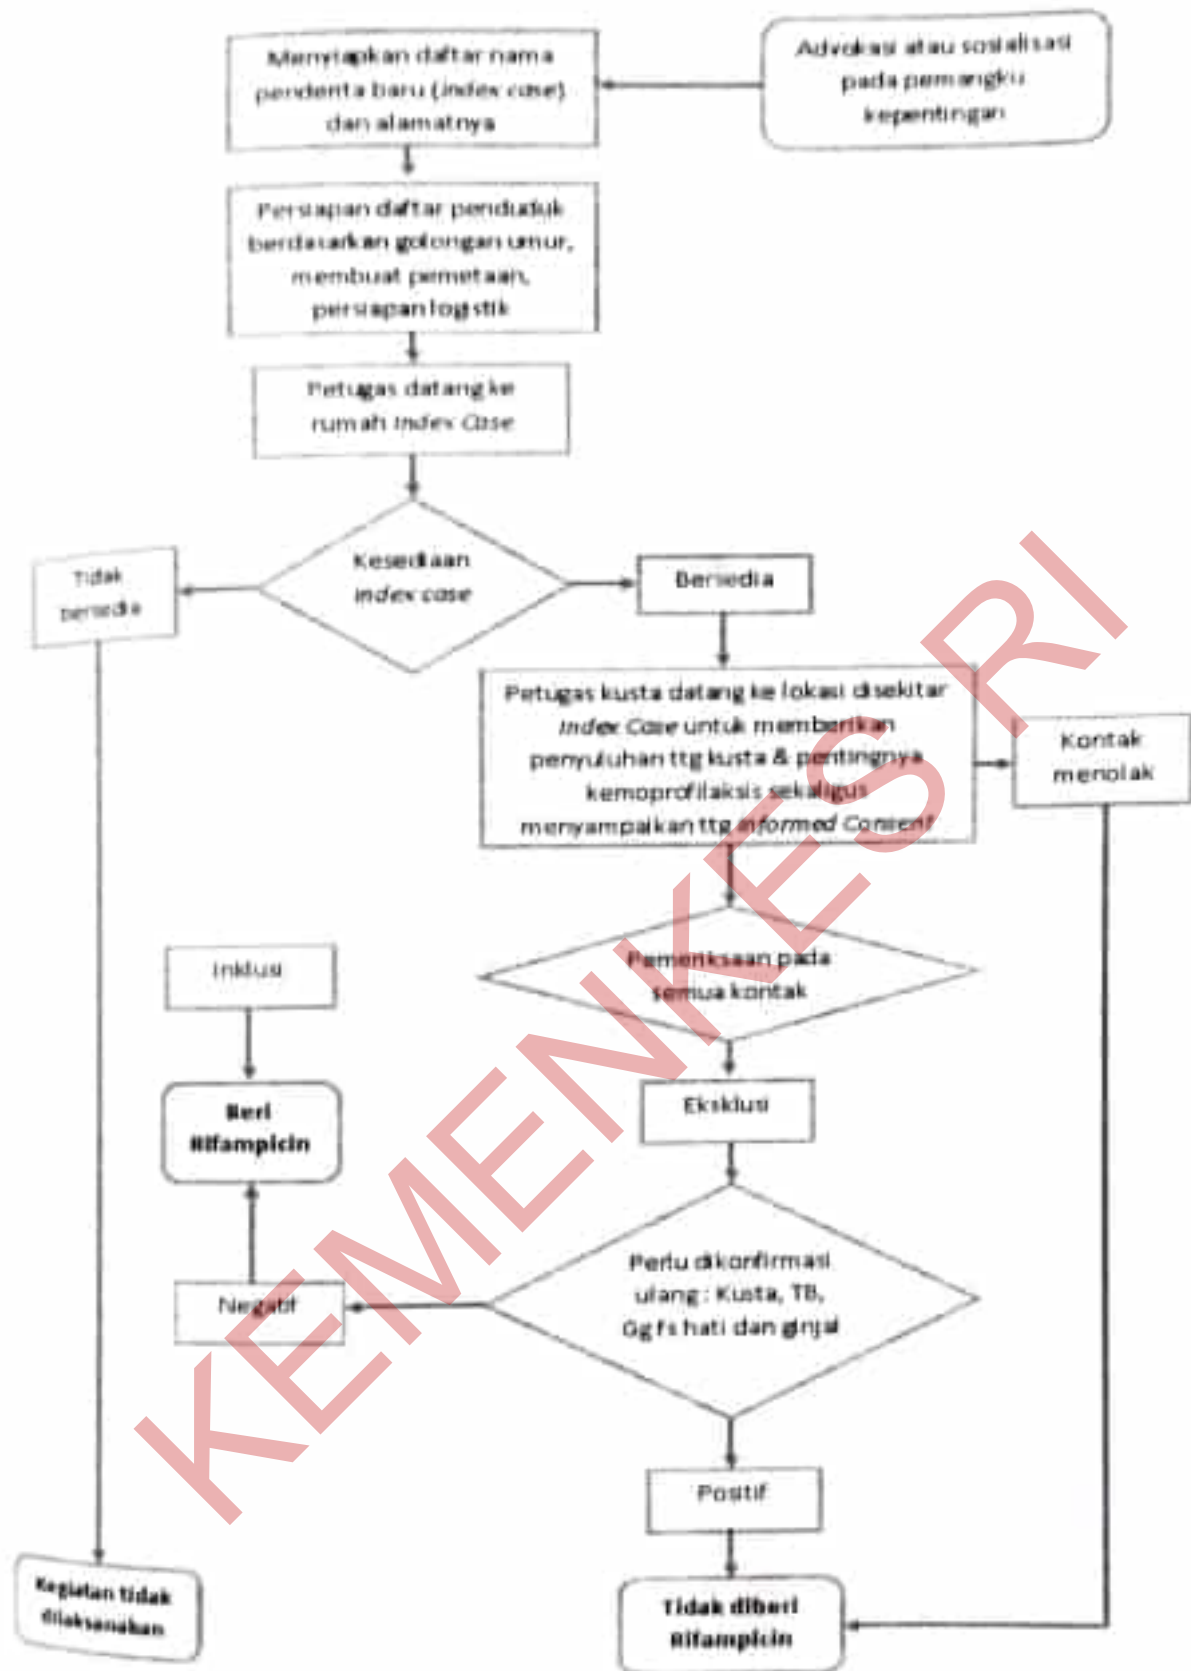 Menyiapkan daftar nama
penderita baru (index case)
dan alamatnya
Advokasi atau sosialisasi
pada pemangku
kepentingan
Persiapan daftar penduduk
berdasarkan golongan umur,
membuat pemetaan,
persiapan logistik
Petugas datang ke
rumah Index Case
Kesediaan
index case
Tidak
bersedia
Bersedia
Petugas kusta datang ke lokasi disekitar
Index Case untuk memberikan
penyuluhan ttg kusta & pentingnya
kemoprofilaksis sekaligus
menyampaikan ttg Informed Consent
Kontak
menolak
Pemeriksaan pada
semua kontak
Inklusi
Eksklusi
Beri
Rifampicin
Perlu dikonfirmasi
ulang : Kusta, TB,
Gg fs hati dan ginjal
Negatif
Positif
Kegiatan tidak
dilaksanakan
Tidak diberi
Rifampicin
KEMENKES RI